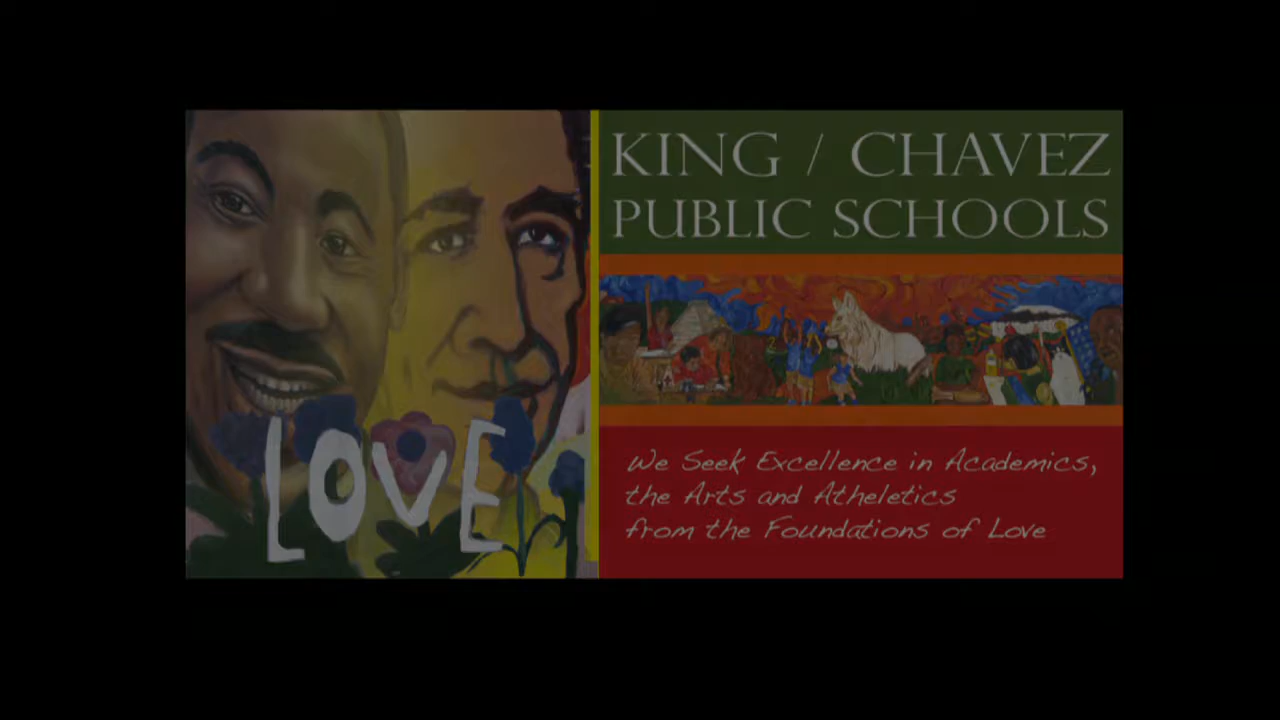 LOVE
KING / CHAVEZ
PUBLIC SCHOOLS
We Seek Excellence in Academics,
the Arts and Atheletics
from the Foundations of Love